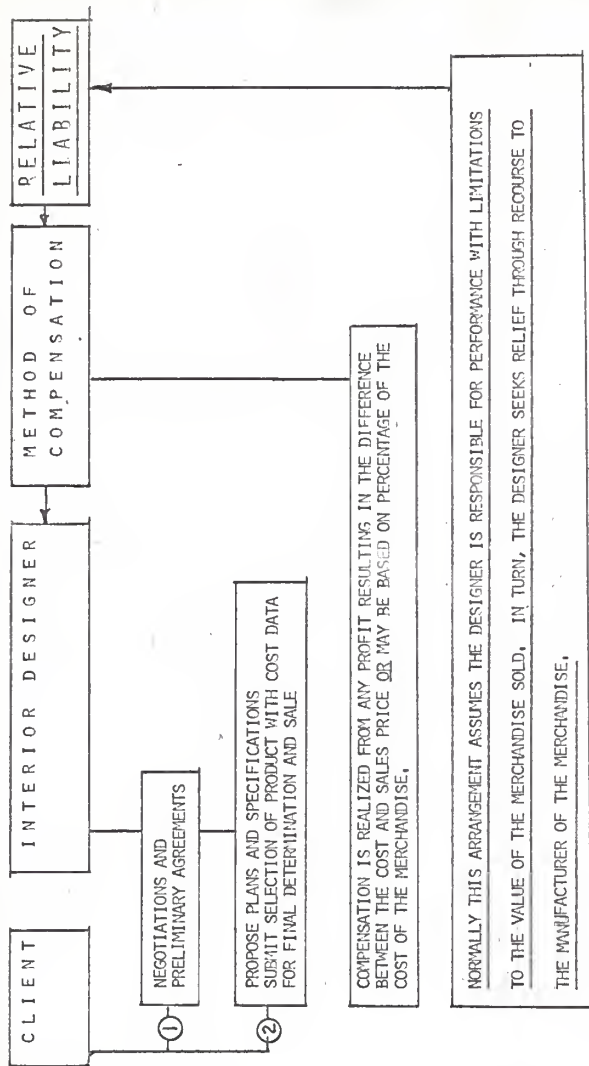 CLIENT
INTERIOR DESIGNER
METHOD OF
COMPENSATION
RELATIVE
LIABILITY
1
NEGOTIATIONS AND
PRELIMINARY AGREEMENTS
2
PROPOSE PLANS AND SPECIFICATIONS
SUBMIT SELECTION OF PRODUCT WITH COST DATA
FOR FINAL DETERMINATION AND SALE
COMPENSATION IS REALIZED FROM ANY PROFIT RESULTING IN THE DIFFERENCE
BETWEEN THE COST AND SALES PRICE OR MAY BE BASED ON PERCENTAGE OF THE
COST OF THE MERCHANDISE.
NORMALLY THIS ARRANGEMENT ASSUMES THE DESIGNER IS RESPONSIBLE FOR PERFORMANCE WITH LIMITATIONS
TO THE VALUE OF THE MERCHANDISE SOLD. IN TURN, THE DESIGNER SEEKS RELIEF THROUGH RECOURSE TO
THE MANUFACTURER OF THE MERCHANDISE.